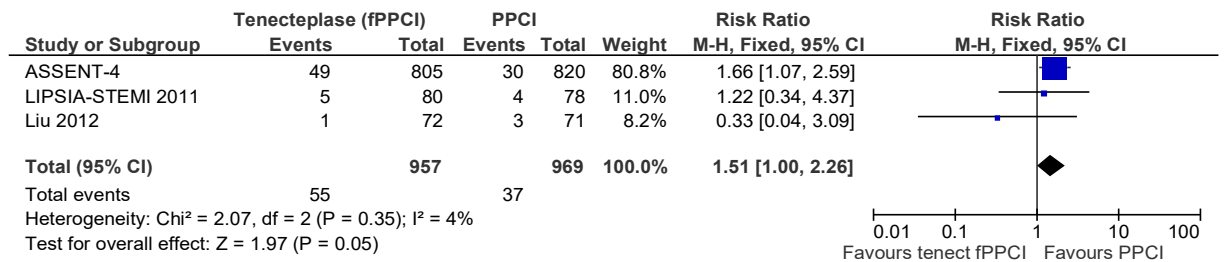 Tenecteplase (fPPCI) PPCI Risk Ratio Risk Ratio
Study or Subgroup Events Total Events Total Weight M-H, Fixed, 95% CI M-H, Fixed, 95% CI
ASSENT-4 49 805 30 820 80.8% 1.66 [1.07, 2.59]
LIPSIA-STEMI 2011 5 80 4 78 11.0% 1.22 [0.34, 4.37]
Liu 2012 1 72 3 71 8.2% 0.33 [0.04, 3.09]
Total (95% CI) 957 969 100.0% 1.51 [1.00, 2.26]
Total events 55 37
Heterogeneity: Chi² = 2.07, df = 2 (P = 0.35); I² = 4%
Test for overall effect: Z = 1.97 (P = 0.05)
0.01 0.1 1 10 100
Favours tenect fPPCI Favours PPCI